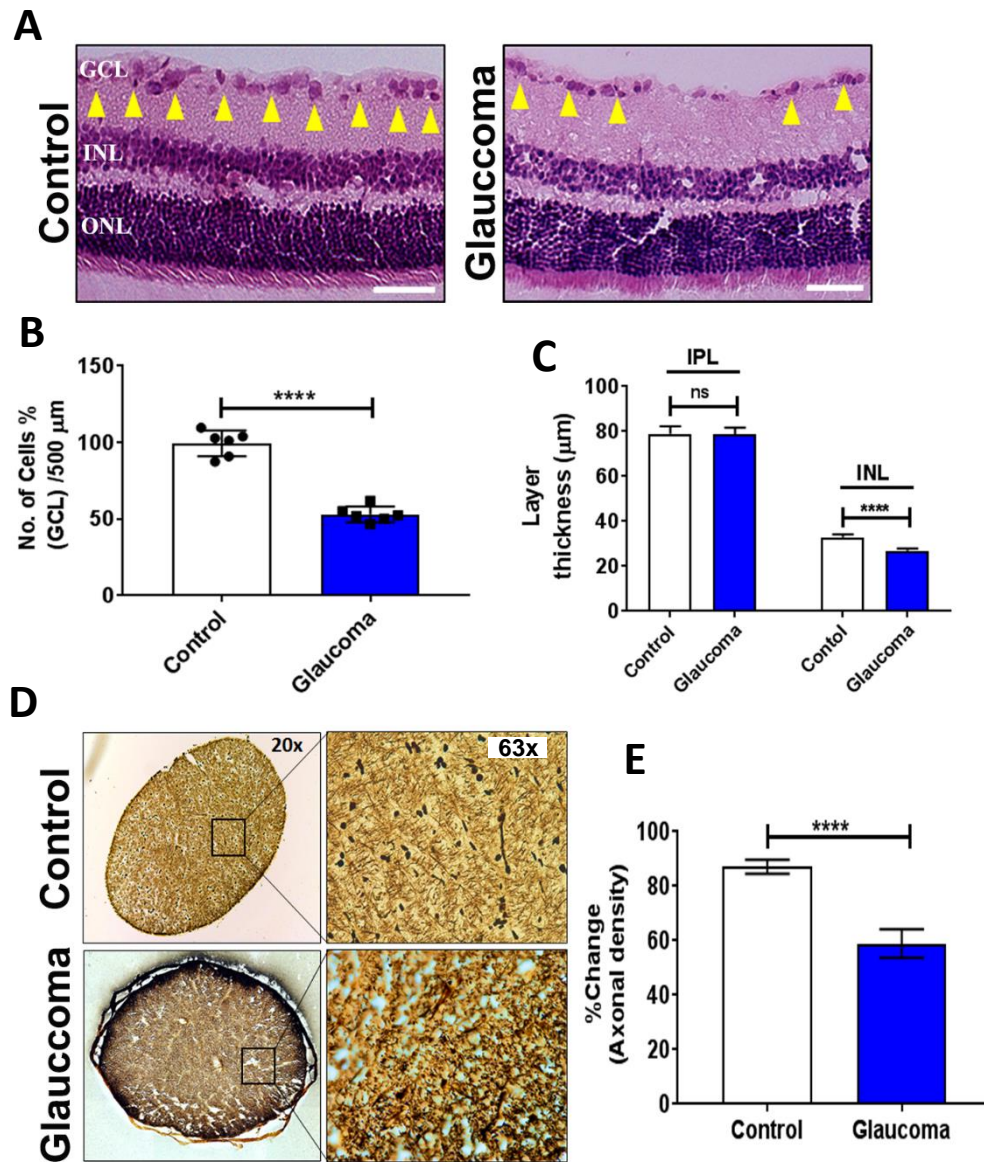 A
Control
GCL
INL
ONL
Glauccoma
B
No. of Cells %
(GCL) /500 µm
150
100
50
0
****
Control
Glaucoma
C
Layer
thickness (µm)
100
80
60
40
20
0
IPL
ns
INL
****
Control
Glaucoma
Contol
Glaucoma
D
Control
20x
63x
Glauccoma
E
%Change
(Axonal density)
100
80
60
40
20
0
****
Control
Glaucoma